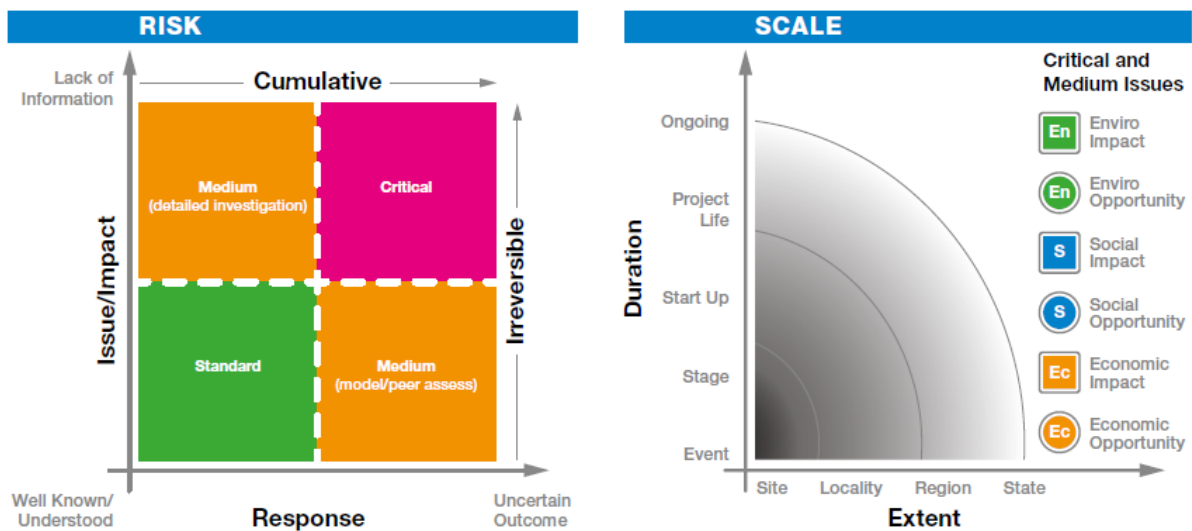 RISK
Lack of
Information
Cumulative
Medium
(detailed investigation)
Critical
Issue/Impact
Irreversible
Standard
Medium
(model/peer assess)
Well Known/
Understood
Response
Uncertain
Outcome
SCALE
Ongoing
Project
Life
Duration
Start Up
Stage
Event
Site
Locality
Region
State
Extent
Critical and
Medium Issues
En
Enviro
Impact
En
Enviro
Opportunity
S
Social
Impact
S
Social
Opportunity
Ec
Economic
Impact
Ec
Economic
Opportunity